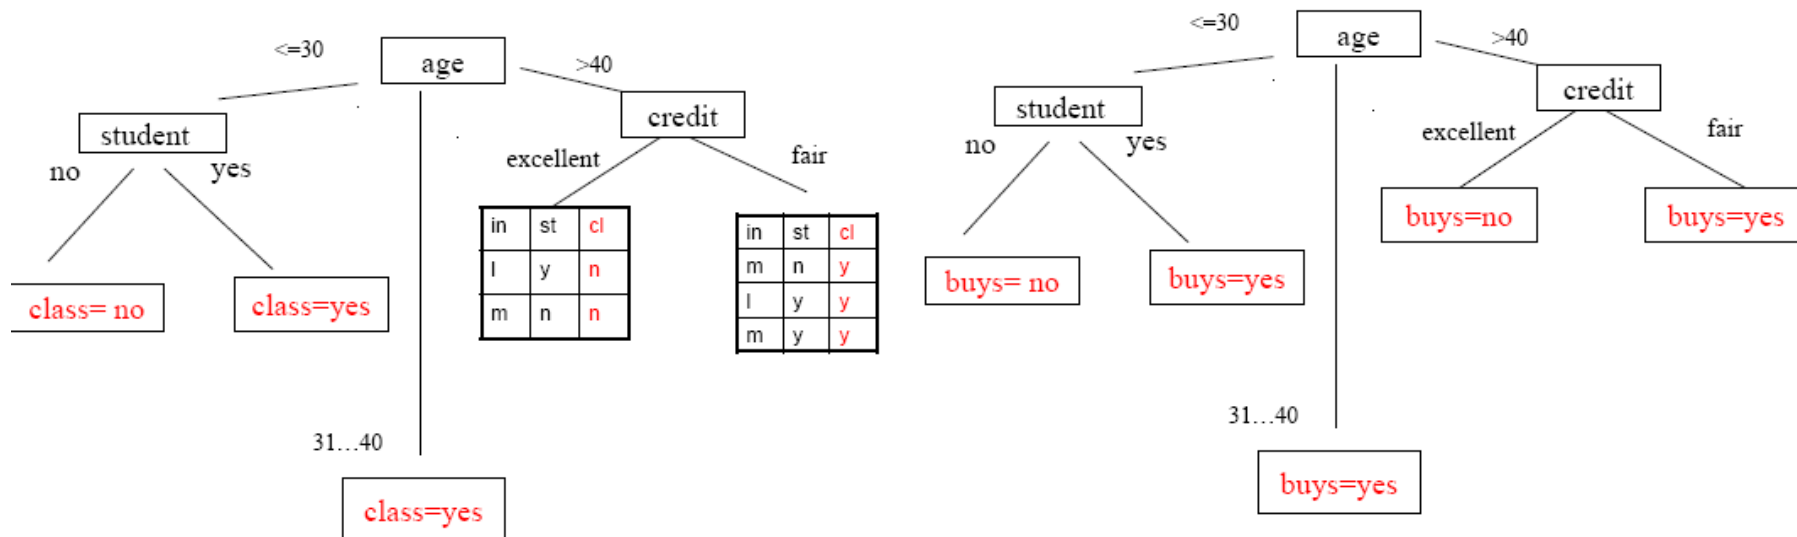 <=30
age
>40
student
credit
no
yes
excellent
fair
in st cl
l y n
m n n
in st cl
m n y
l y y
m y y
class= no
class=yes
31...40
class=yes
<=30
age
>40
student
credit
no
yes
excellent
fair
buys=no
buys=yes
buys= no
buys=yes
31...40
buys=yes